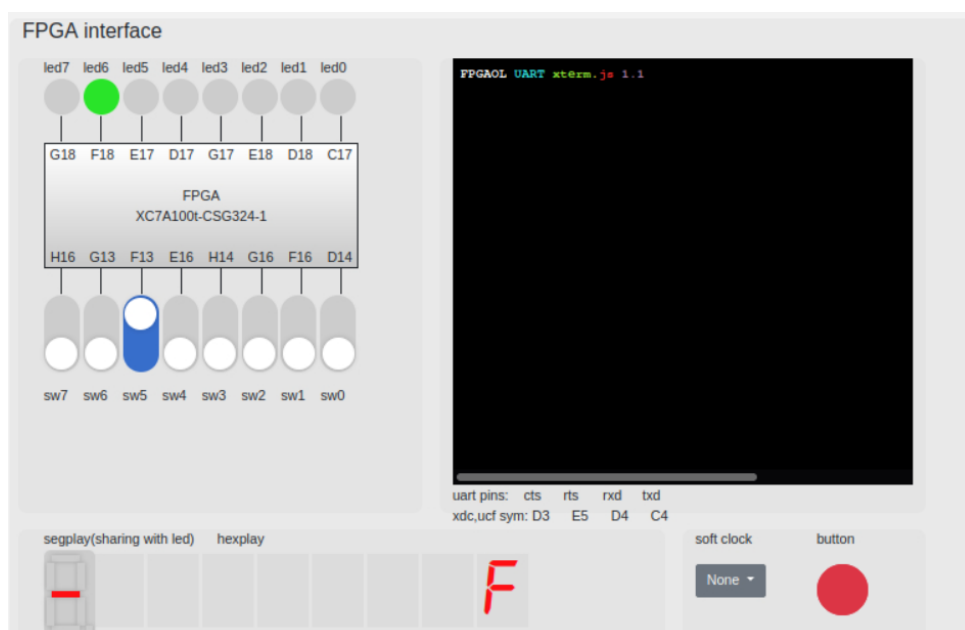 FPGA interface
led7 led6 led5 led4 led3 led2 led1 led0
G18 F18 E17 D17 G17 E18 D18 C17
FPGA
XC7A100t-CSG324-1
H16 G13 F13 E16 H14 G16 F16 D14
sw7 sw6 sw5 sw4 sw3 sw2 sw1 sw0
FPGAOL UART xterm.js 1.1
uart pins: cts rts rxd txd
xdc,ucf sym: D3 E5 D4 C4
segplay(sharing with led) hexplay
F
soft clock button
None